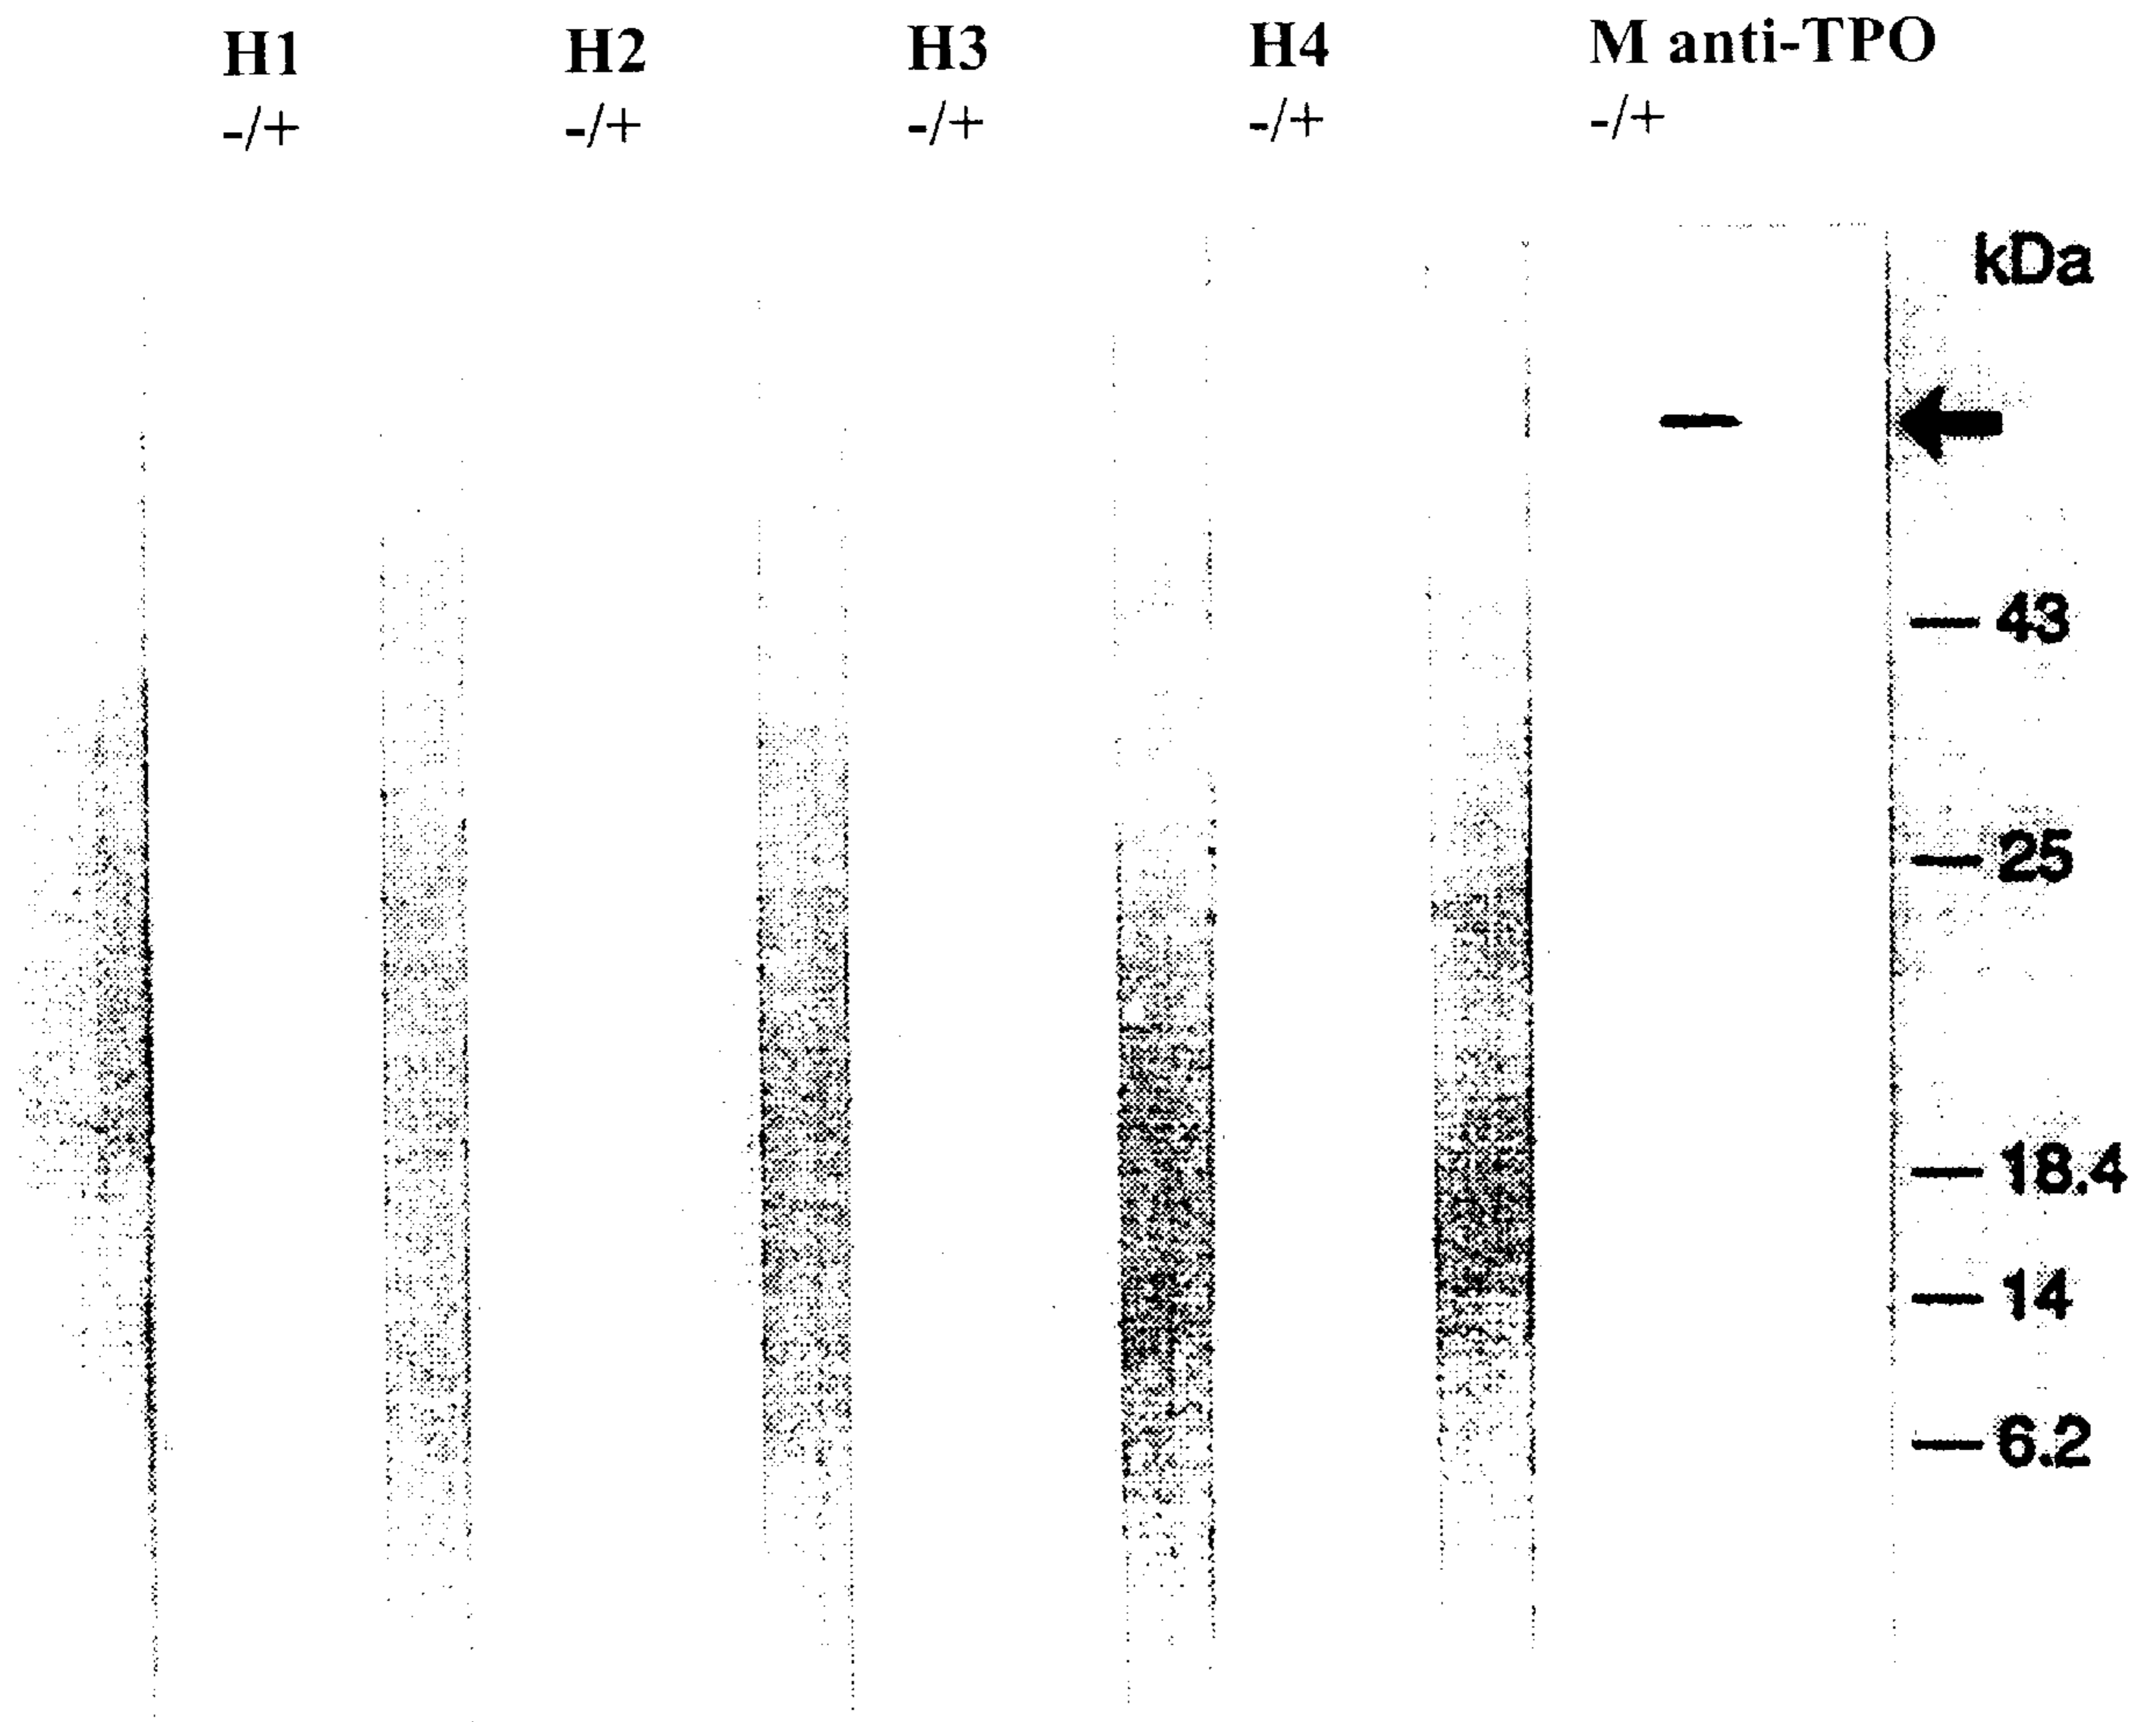 H1 H2 H3 H4 M anti-TPO
-/+ -/+ -/+ -/+ -/+
kDa
43
25
18.4
14
6.2